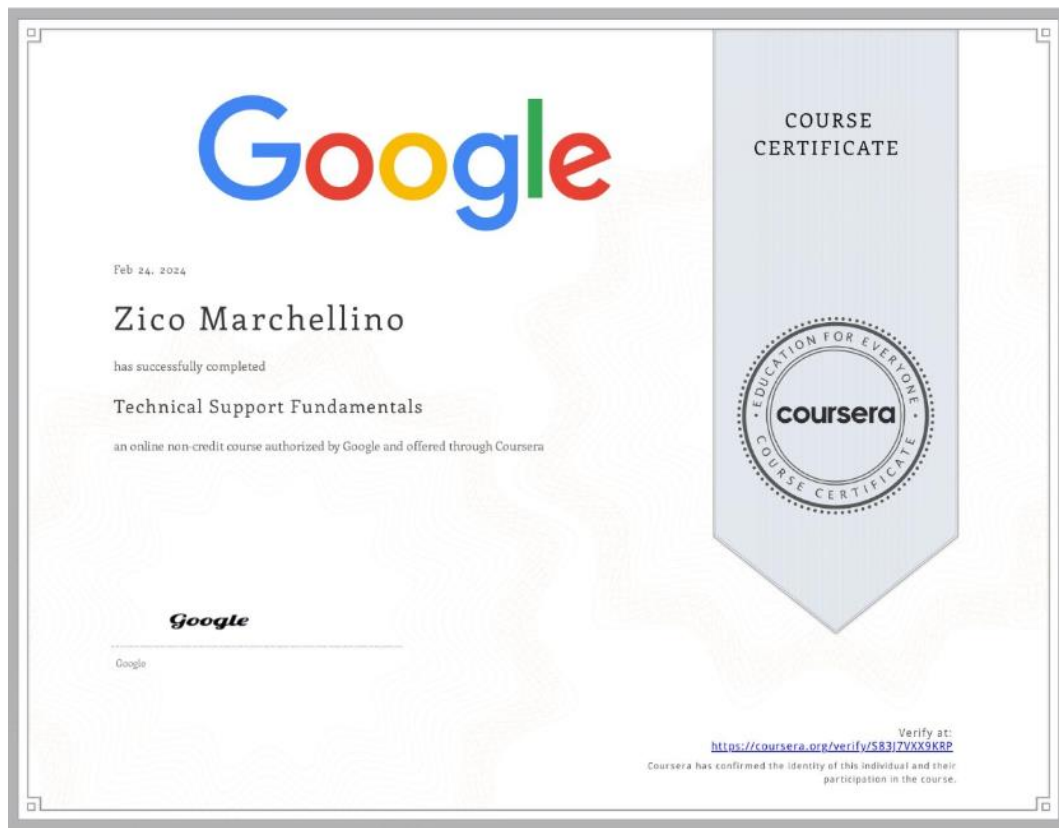 Google
COURSE
CERTIFICATE
Feb 24, 2024
Zico Marchellino
has successfully completed
Technical Support Fundamentals
an online non-credit course authorized by Google and offered through Coursera
EDUCATION FOR EVERYONE
coursera
COURSE CERTIFICATE
Google
Google
Verify at:
https://coursera.org/verify/S83J7VXX9KRP
Coursera has confirmed the identity of this individual and their
participation in the course.